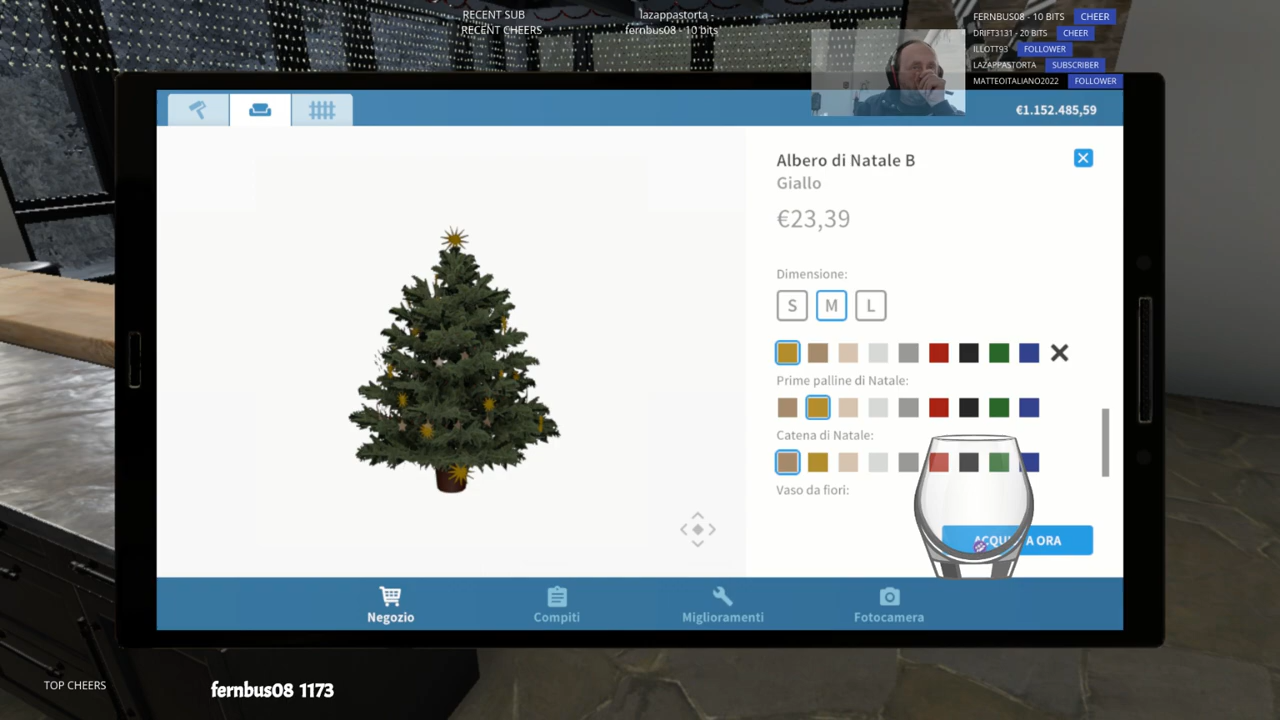 RECENT SUB
lazappastorta -
RECENT CHEERS
fernbus08 - 10 bits
FERNBUS08 - 10 BITS CHEER
DRIFT3131 - 20 BITS CHEER
ILLOTT93 FOLLOWER
LAZAPPASTORTA SUBSCRIBER
MATTEOITALIANO2022 FOLLOWER
€1.152.485,59
Albero di Natale B
Giallo
€23,39
Dimensione:
S M L
Prime palline di Natale:
Catena di Natale:
Vaso da fiori:
A ORA
Negozio
Compiti
Miglioramenti
Fotocamera
TOP CHEERS
fernbus08 1173